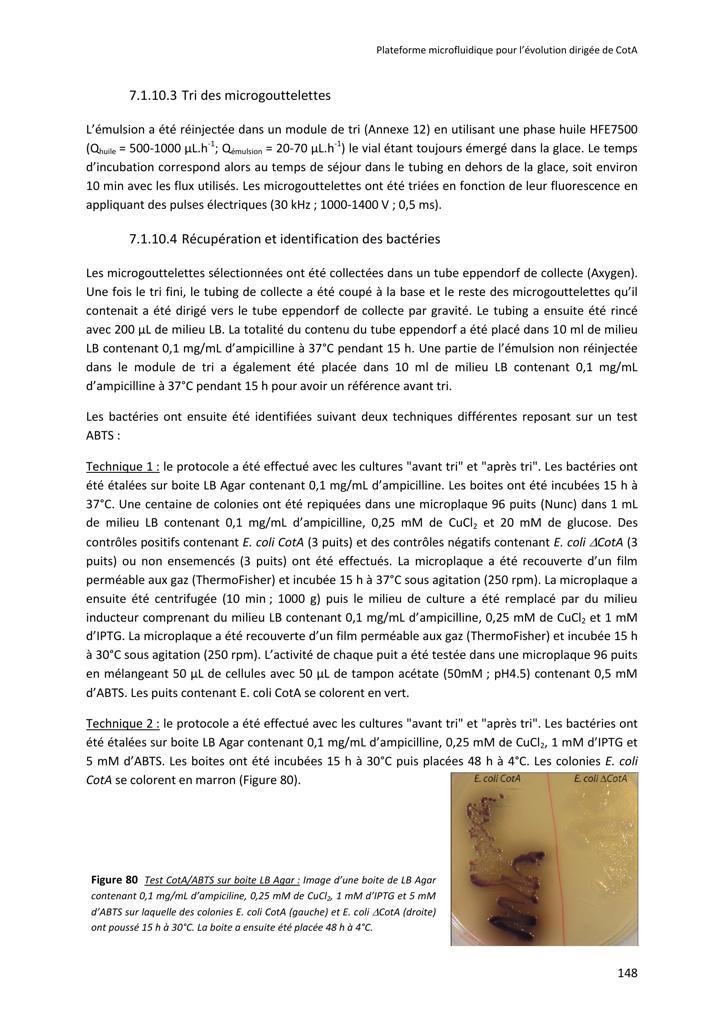 Plateforme microfluidique pour l’évolution dirigée de CotA
7.1.10.3 Tri des microgouttelettes
L’émulsion a été réinjectée dans un module de tri (Annexe 12) en utilisant une phase huile HFE7500
(Qhuile = 500-1000 µL.h-1; Qémulsion = 20-70 µL.h-1) le vial étant toujours émergé dans la glace. Le temps
d’incubation correspond alors au temps de séjour dans le tubing en dehors de la glace, soit environ
10 min avec les flux utilisés. Les microgouttelettes ont été triées en fonction de leur fluorescence en
appliquant des pulses électriques (30 kHz ; 1000-1400 V ; 0,5 ms).
7.1.10.4 Récupération et identification des bactéries
Les microgouttelettes sélectionnées ont été collectées dans un tube eppendorf de collecte (Axygen).
Une fois le tri fini, le tubing de collecte a été coupé à la base et le reste des microgouttelettes qu’il
contenait a été dirigé vers le tube eppendorf de collecte par gravité. Le tubing a ensuite été rincé
avec 200 µL de milieu LB. La totalité du contenu du tube eppendorf a été placé dans 10 ml de milieu
LB contenant 0,1 mg/mL d’ampicilline à 37°C pendant 15 h. Une partie de l’émulsion non réinjectée
dans le module de tri a également été placée dans 10 ml de milieu LB contenant 0,1 mg/mL
d’ampicilline à 37°C pendant 15 h pour avoir un référence avant tri.
Les bactéries ont ensuite été identifiées suivant deux techniques différentes reposant sur un test
ABTS :
Technique 1 : le protocole a été effectué avec les cultures "avant tri" et "après tri". Les bactéries ont
été étalées sur boite LB Agar contenant 0,1 mg/mL d’ampicilline. Les boites ont été incubées 15 h à
37°C. Une centaine de colonies ont été repiquées dans une microplaque 96 puits (Nunc) dans 1 mL
de milieu LB contenant 0,1 mg/mL d’ampicilline, 0,25 mM de CuCl2 et 20 mM de glucose. Des
contrôles positifs contenant E. coli CotA (3 puits) et des contrôles négatifs contenant E. coli ΔCotA (3
puits) ou non ensemencés (3 puits) ont été effectués. La microplaque a été recouverte d’un film
perméable aux gaz (ThermoFisher) et incubée 15 h à 37°C sous agitation (250 rpm). La microplaque a
ensuite été centrifugée (10 min ; 1000 g) puis le milieu de culture a été remplacé par du milieu
inducteur comprenant du milieu LB contenant 0,1 mg/mL d’ampicilline, 0,25 mM de CuCl2 et 1 mM
d’IPTG. La microplaque a été recouverte d’un film perméable aux gaz (ThermoFisher) et incubée 15 h
à 30°C sous agitation (250 rpm). L’activité de chaque puit a été testée dans une microplaque 96 puits
en mélangeant 50 µL de cellules avec 50 µL de tampon acétate (50mM ; pH4.5) contenant 0,5 mM
d’ABTS. Les puits contenant E. coli CotA se colorent en vert.
Technique 2 : le protocole a été effectué avec les cultures "avant tri" et "après tri". Les bactéries ont
été étalées sur boite LB Agar contenant 0,1 mg/mL d’ampicilline, 0,25 mM de CuCl2, 1 mM d’IPTG et
5 mM d’ABTS. Les boites ont été incubées 15 h à 30°C puis placées 48 h à 4°C. Les colonies E. coli
CotA se colorent en marron (Figure 80).
E. coli CotA E. coli ΔCotA
Figure 80 Test CotA/ABTS sur boite LB Agar : Image d’une boite de LB Agar
contenant 0,1 mg/mL d’ampiciline, 0,25 mM de CuCl2, 1 mM d’IPTG et 5 mM
d’ABTS sur laquelle des colonies E. coli CotA (gauche) et E. coli ΔCotA (droite)
ont poussé 15 h à 30°C. La boite a ensuite été placée 48 h à 4°C.
148